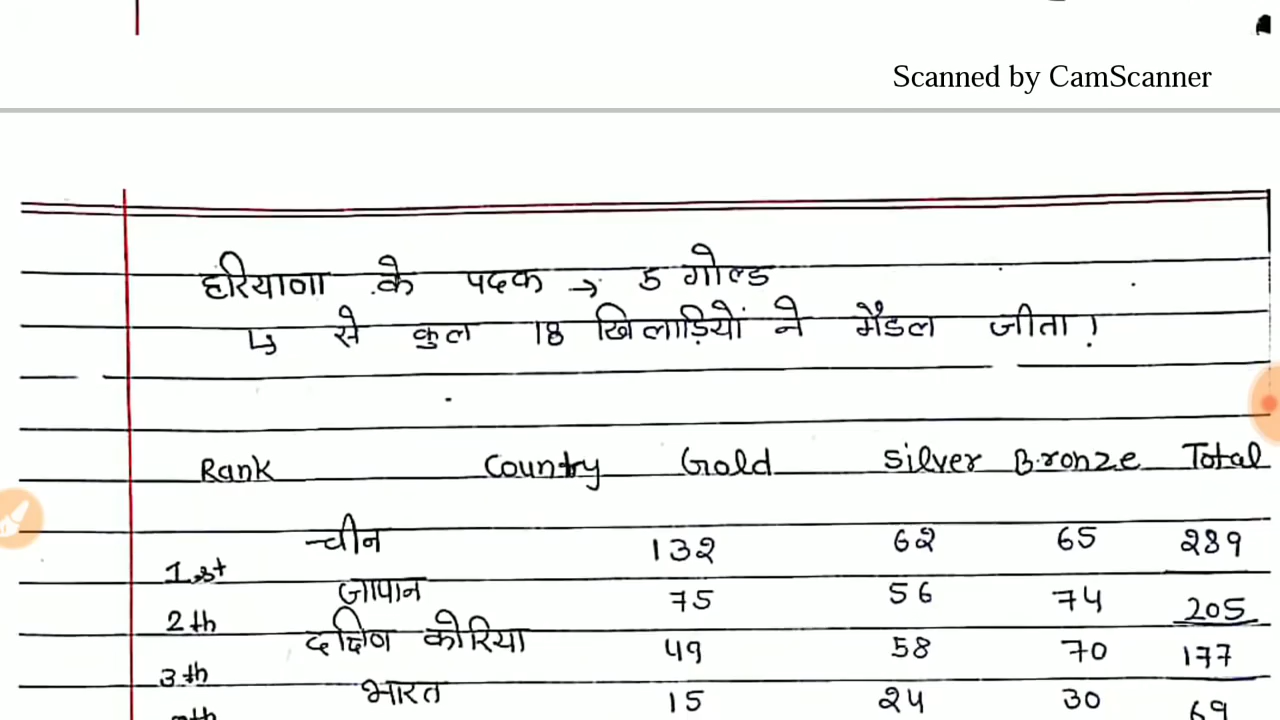 Scanned by CamScanner
हरियाणा के पदक → 5 गोल्ड
↳ से कुल 18 खिलाड़ियों ने मैंडल जीता!
Rank Country Gold Silver Bronze Total
1st चीन 132 62 65 289
2th जापान 75 56 74 205
3th दक्षिण कोरिया 49 58 70 177
भारत 15 24 30 69